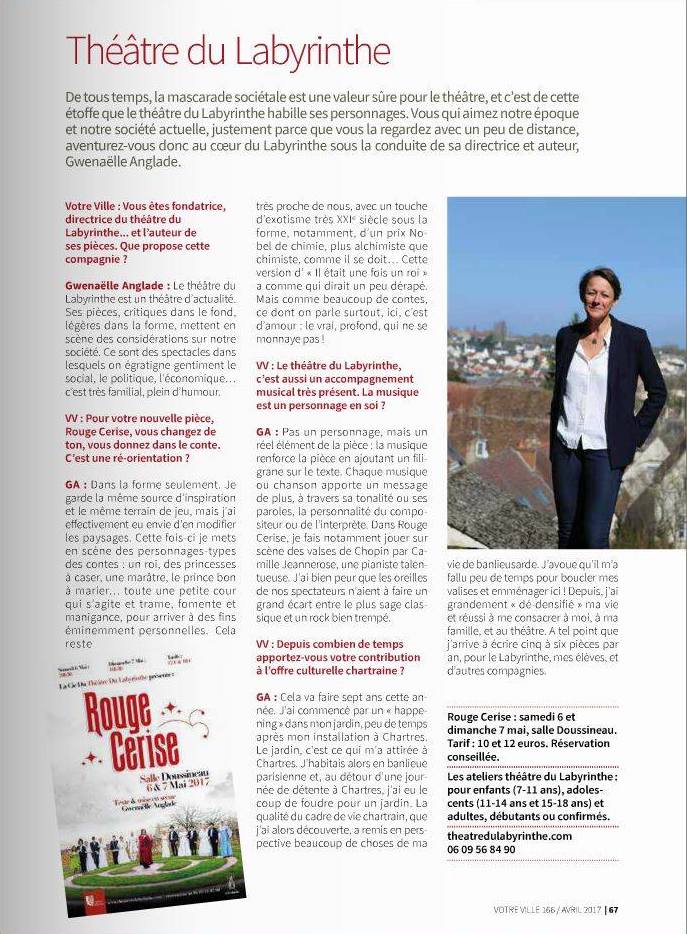 Théâtre du Labyrinthe
De tous temps, la mascarade sociétale est une valeur sûre pour le théâtre, et c'est de cette
étoffe que le théâtre du Labyrinthe habille ses personnages. Vous qui aimez notre époque
et notre société actuelle, justement parce que vous la regardez avec un peu de distance,
aventurez-vous donc au cœur du Labyrinthe sous la conduite de sa directrice et auteur,
Gwenaëlle Anglade.
Votre Ville : Vous êtes fondatrice,
directrice du théâtre du
Labyrinthe... et l'auteur de
ses pièces. Que propose cette
compagnie ?
Gwenaëlle Anglade : Le théâtre du
Labyrinthe est un théâtre d'actualité.
Ses pièces, critiques dans le fond,
légères dans la forme, mettent en
scène des considérations sur notre
société. Ce sont des spectacles dans
lesquels on égratigne gentiment le
social, le politique, l'économique…
c'est très familial, plein d'humour.
VV : Pour votre nouvelle pièce,
Rouge Cerise, vous changez de
ton, vous donnez dans le conte.
C'est une ré-orientation ?
GA : Dans la forme seulement. Je
garde la même source d'inspiration
et le même terrain de jeu, mais j'ai
effectivement eu envie d'en modifier
les paysages. Cette fois-ci je mets
en scène des personnages-types
des contes : un roi, des princesses
à caser, une marâtre, le prince bon
à marier… toute une petite cour
qui s'agite et trame, fomente et
manigance, pour arriver à des fins
éminemment personnelles. Cela
reste
Samedi 6 Mai :
Dimanche 7 Mai :
Tarifs :
La Cie Du Théâtre Du Labyrinthe présente :
Rouge
Cerise
Salle Doussineau
6 & 7 Mai 2017
Texte & mise en scène
Gwenaëlle Anglade
très proche de nous, avec un touche
d'exotisme très XXIe siècle sous la
forme, notamment, d'un prix No-
bel de chimie, plus alchimiste que
chimiste, comme il se doit… Cette
version d' « Il était une fois un roi »
a comme qui dirait un peu dérapé.
Mais comme beaucoup de contes,
ce dont on parle surtout, ici, c'est
d'amour : le vrai, profond, qui ne se
monnaye pas !
VV : Le théâtre du Labyrinthe,
c'est aussi un accompagnement
musical très présent. La musique
est un personnage en soi ?
GA : Pas un personnage, mais un
réel élément de la pièce : la musique
renforce la pièce en ajoutant un fili-
grane sur le texte. Chaque musique
ou chanson apporte un message
de plus, à travers sa tonalité ou ses
paroles, la personnalité du compo-
siteur ou de l'interprète. Dans Rouge
Cerise, je fais notamment jouer sur
scène des valses de Chopin par Ca-
mille Jeannerose, une pianiste talen-
tueuse. J'ai bien peur que les oreilles
de nos spectateurs n'aient à faire un
grand écart entre le plus sage clas-
sique et un rock bien trempé.
VV : Depuis combien de temps
apportez-vous votre contribution
à l'offre culturelle chartraine ?
GA : Cela va faire sept ans cette an-
née. J'ai commencé par un « happe-
ning » dans mon jardin, peu de temps
après mon installation à Chartres.
Le jardin, c'est ce qui m'a attirée à
Chartres. J'habitais alors en banlieue
parisienne et, au détour d'une jour-
née de détente à Chartres, j'ai eu le
coup de foudre pour un jardin. La
qualité du cadre de vie chartrain, que
j'ai alors découverte, a remis en pers-
pective beaucoup de choses de ma
vie de banlieusarde. J'avoue qu'il m'a
fallu peu de temps pour boucler mes
valises et emménager ici ! Depuis, j'ai
grandement « dé-densifié » ma vie
et réussi à me consacrer à moi, à ma
famille, et au théâtre. A tel point que
j'arrive à écrire cinq à six pièces par
an, pour le Labyrinthe, mes élèves, et
d'autres compagnies.
Rouge Cerise : samedi 6 et
dimanche 7 mai, salle Doussineau.
Tarif : 10 et 12 euros. Réservation
conseillée.
Les ateliers théâtre du Labyrinthe :
pour enfants (7-11 ans), adoles-
cents (11-14 ans et 15-18 ans) et
adultes, débutants ou confirmés.
theatredulabyrinthe.com
06 09 56 84 90
VOTRE VILLE 166 / AVRIL 2017 | 67